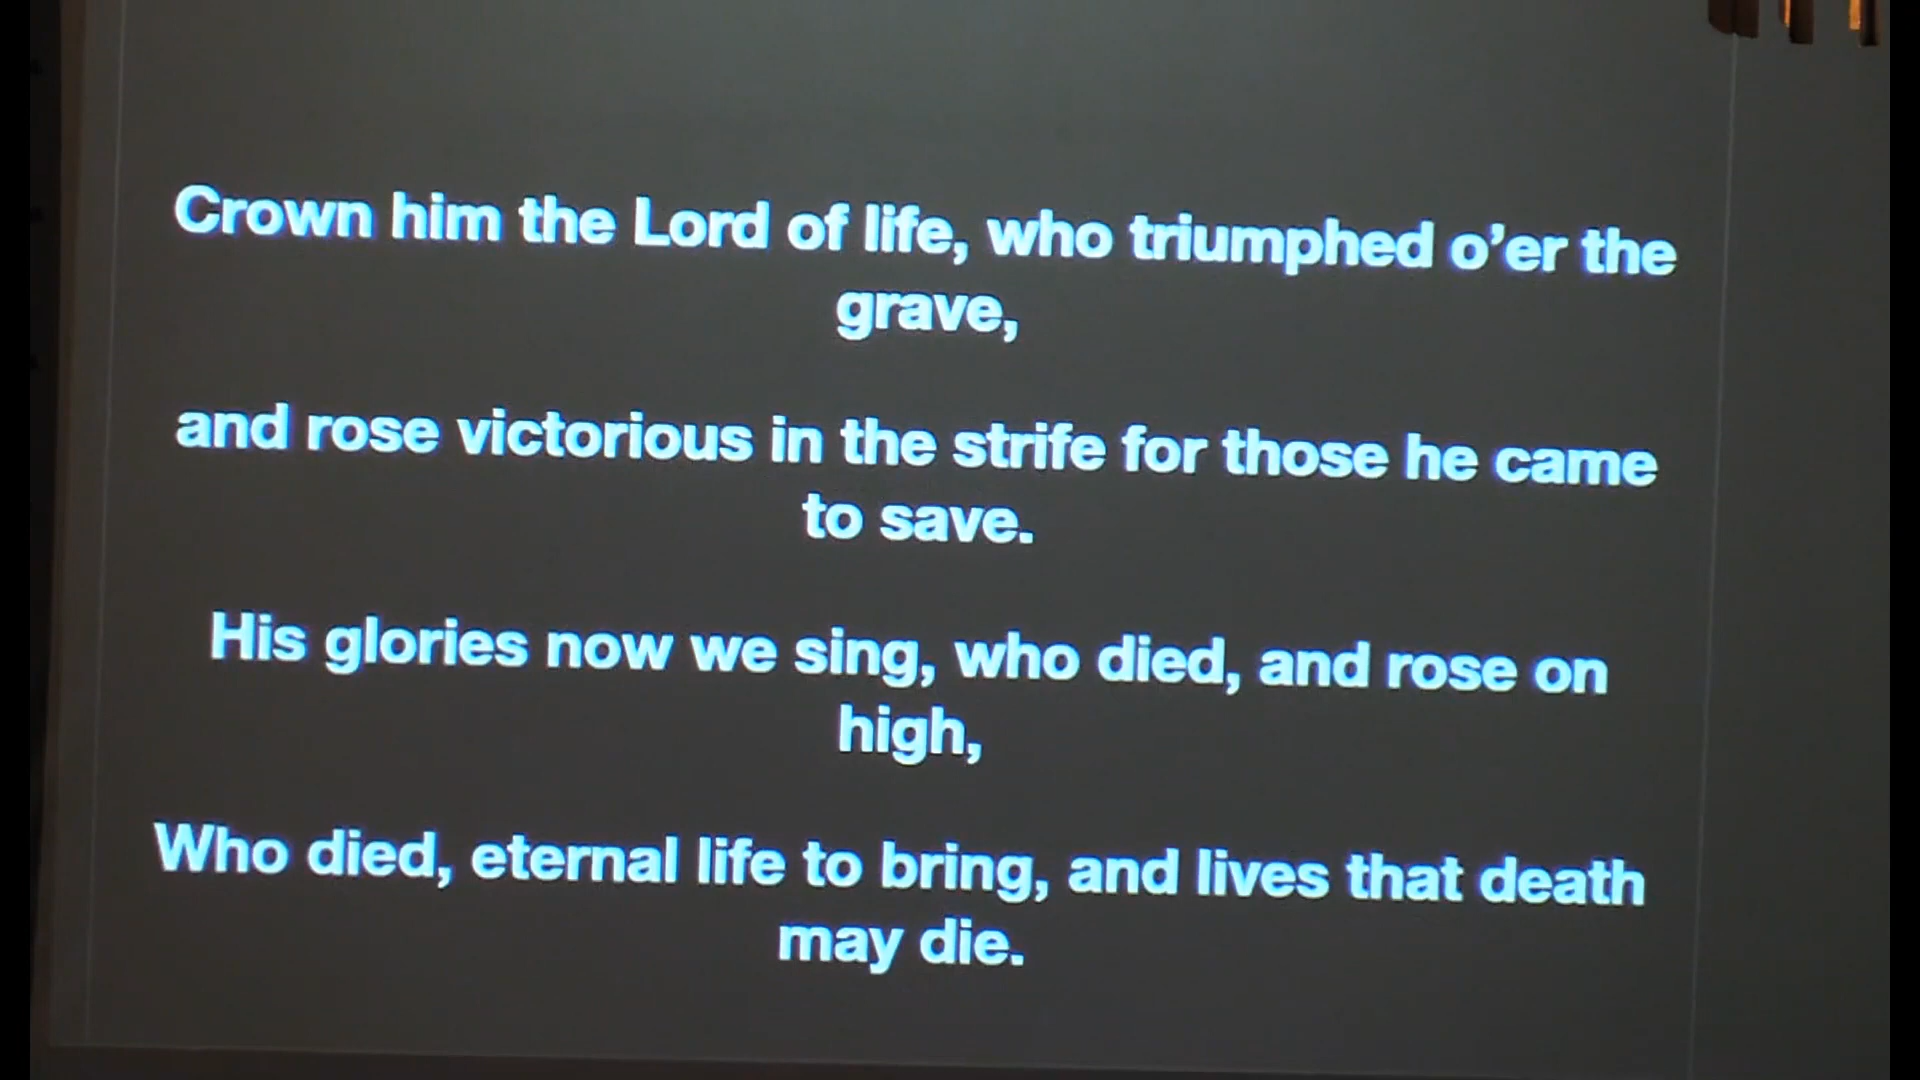 Crown him the Lord of life, who triumphed o’er the
grave,
and rose victorious in the strife for those he came
to save.
His glories now we sing, who died, and rose on
high,
Who died, eternal life to bring, and lives that death
may die.